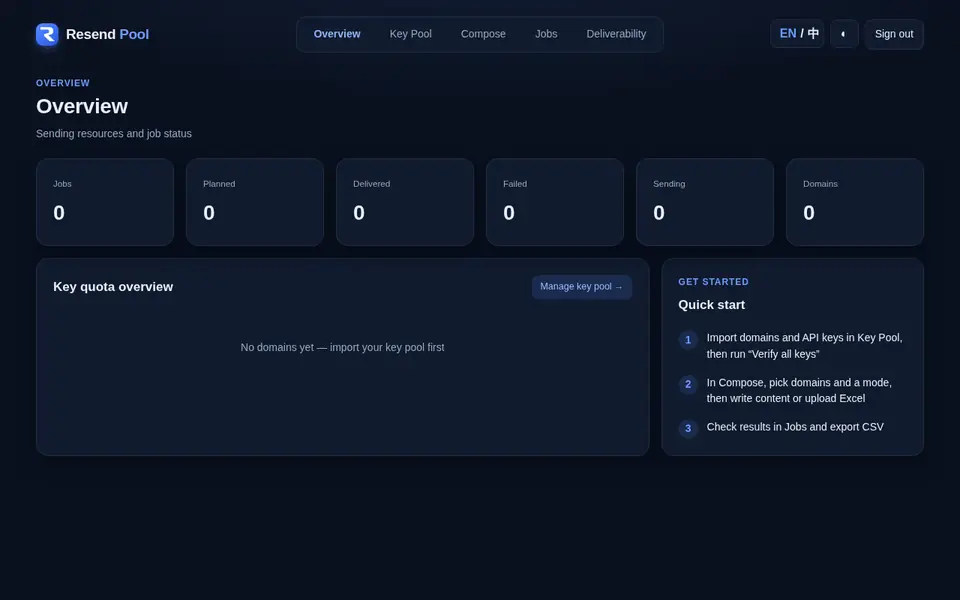 Resend Pool
Overview
Key Pool
Compose
Jobs
Deliverability
EN / 中
Sign out
OVERVIEW
Overview
Sending resources and job status
Jobs
0
Planned
0
Delivered
0
Failed
0
Sending
0
Domains
0
Key quota overview
Manage key pool →
No domains yet — import your key pool first
GET STARTED
Quick start
1
Import domains and API keys in Key Pool,
then run “Verify all keys”
2
In Compose, pick domains and a mode,
then write content or upload Excel
3
Check results in Jobs and export CSV